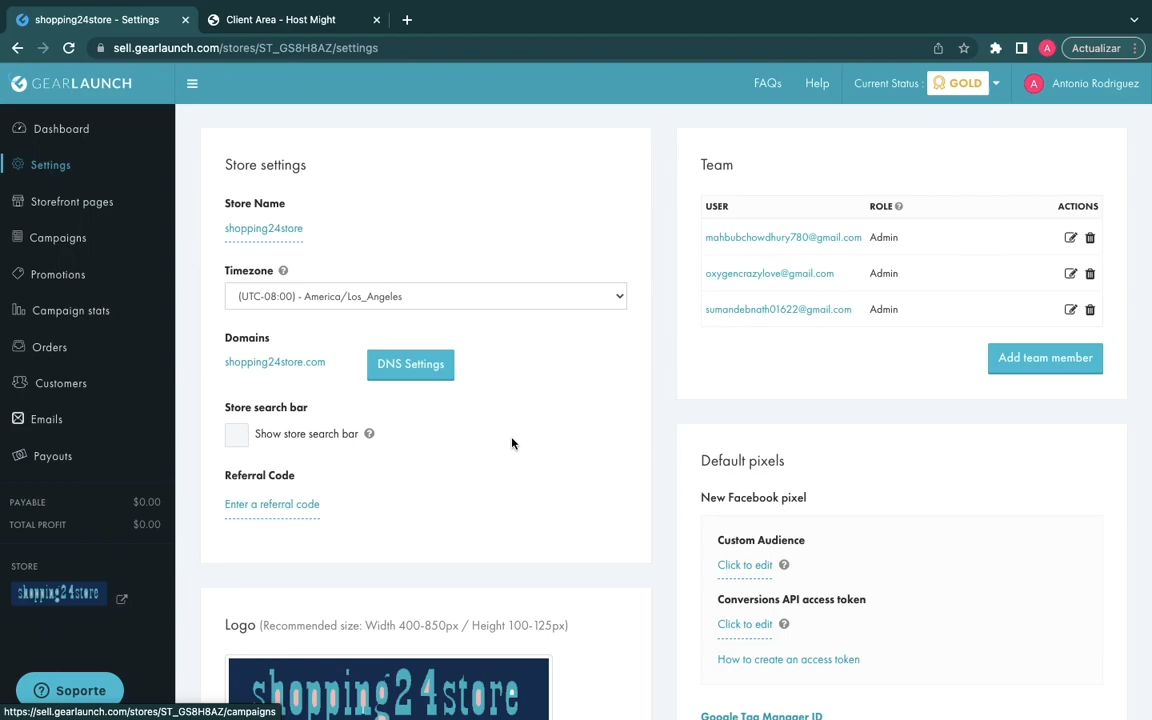 shopping24store - Settings
Client Area - Host Might
sell.gearlaunch.com/stores/ST_GS8H8AZ/settings
A
Actualizar
GEARLAUNCH
FAQs
Help
Current Status :
GOLD
A
Antonio Rodriguez
Dashboard
Settings
Storefront pages
Campaigns
Promotions
Campaign stats
Orders
Customers
Emails
Payouts
PAYABLE $0.00
TOTAL PROFIT $0.00
STORE
shopping24store
Soporte
https://sell.gearlaunch.com/stores/ST_GS8H8AZ/campaigns
Store settings
Store Name
shopping24store
Timezone
(UTC-08:00) - America/Los_Angeles
Domains
shopping24store.com
DNS Settings
Store search bar
Show store search bar
Referral Code
Enter a referral code
Logo (Recommended size: Width 400-850px / Height 100-125px)
shopping24store
Team
USER ROLE ACTIONS
mahbubchowdhury780@gmail.com Admin
oxygencrazylove@gmail.com Admin
sumandebnath01622@gmail.com Admin
Add team member
Default pixels
New Facebook pixel
Custom Audience
Click to edit
Conversions API access token
Click to edit
How to create an access token
Google Tag Manager ID